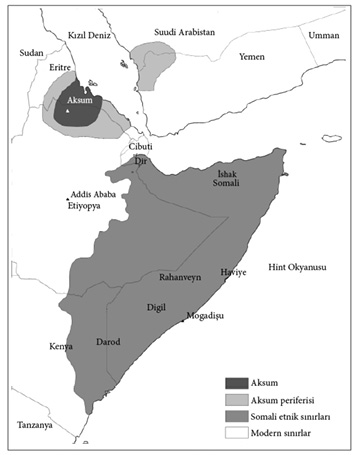 Kızıl Deniz
Suudi Arabistan
Umman
Sudan
Yemen
Eritre
Aksum
Cibuti
Dir
İshak
Somali
Addis Ababa
Etiyopya
Rahanveyn
Haviye
Hint Okyanusu
Digil
Mogadişu
Kenya
Darod
Tanzanya
Aksum
Aksum periferisi
Somali etnik sınırları
Modern sınırlar